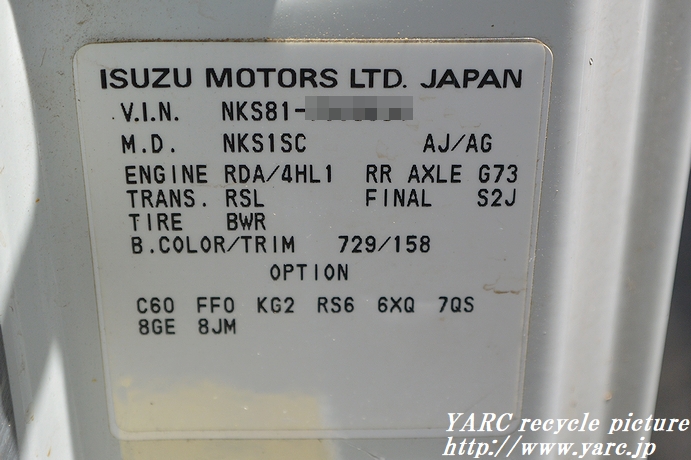 ISUZU MOTORS LTD. JAPAN
V.I.N. NKS81-
M.D. NKS1SC AJ/AG
ENGINE RDA/4HL1 RR AXLE G73
TRANS. RSL FINAL S2J
TIRE BWR
B.COLOR/TRIM 729/158
OPTION
C60 FF0 KG2 RS6 6XQ 7QS
8GE 8JM
YARC recycle picture
http://www.yarc.jp